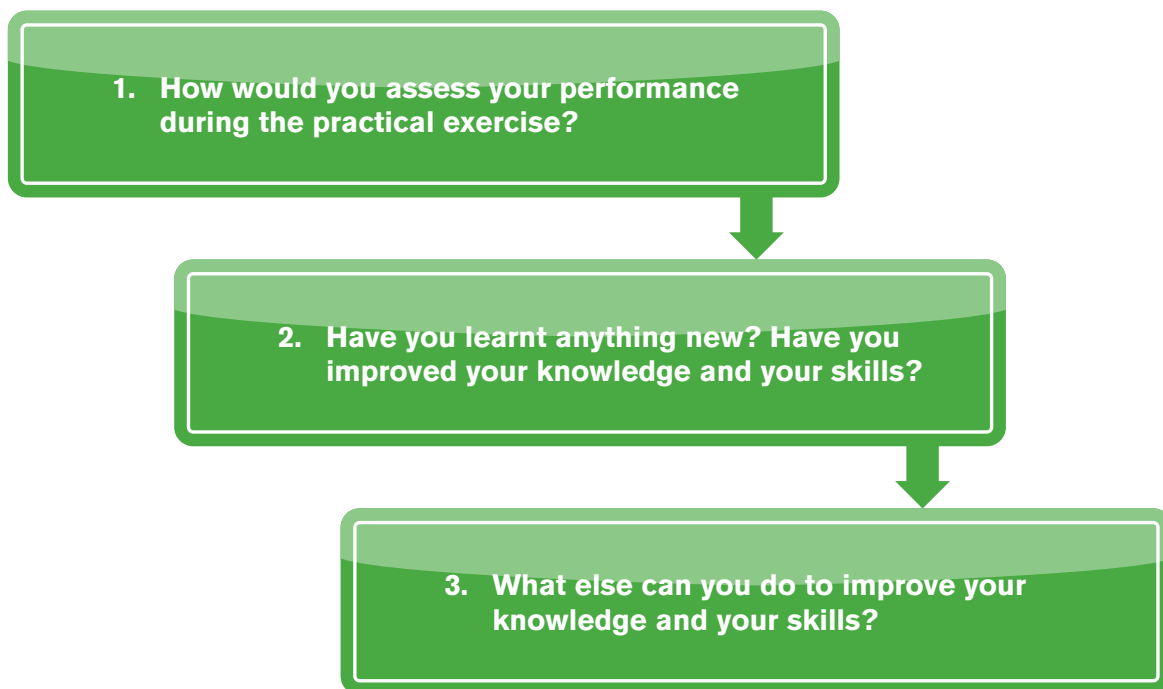 1. How would you assess your performance
during the practical exercise?
2. Have you learnt anything new? Have you
improved your knowledge and your skills?
3. What else can you do to improve your
knowledge and your skills?